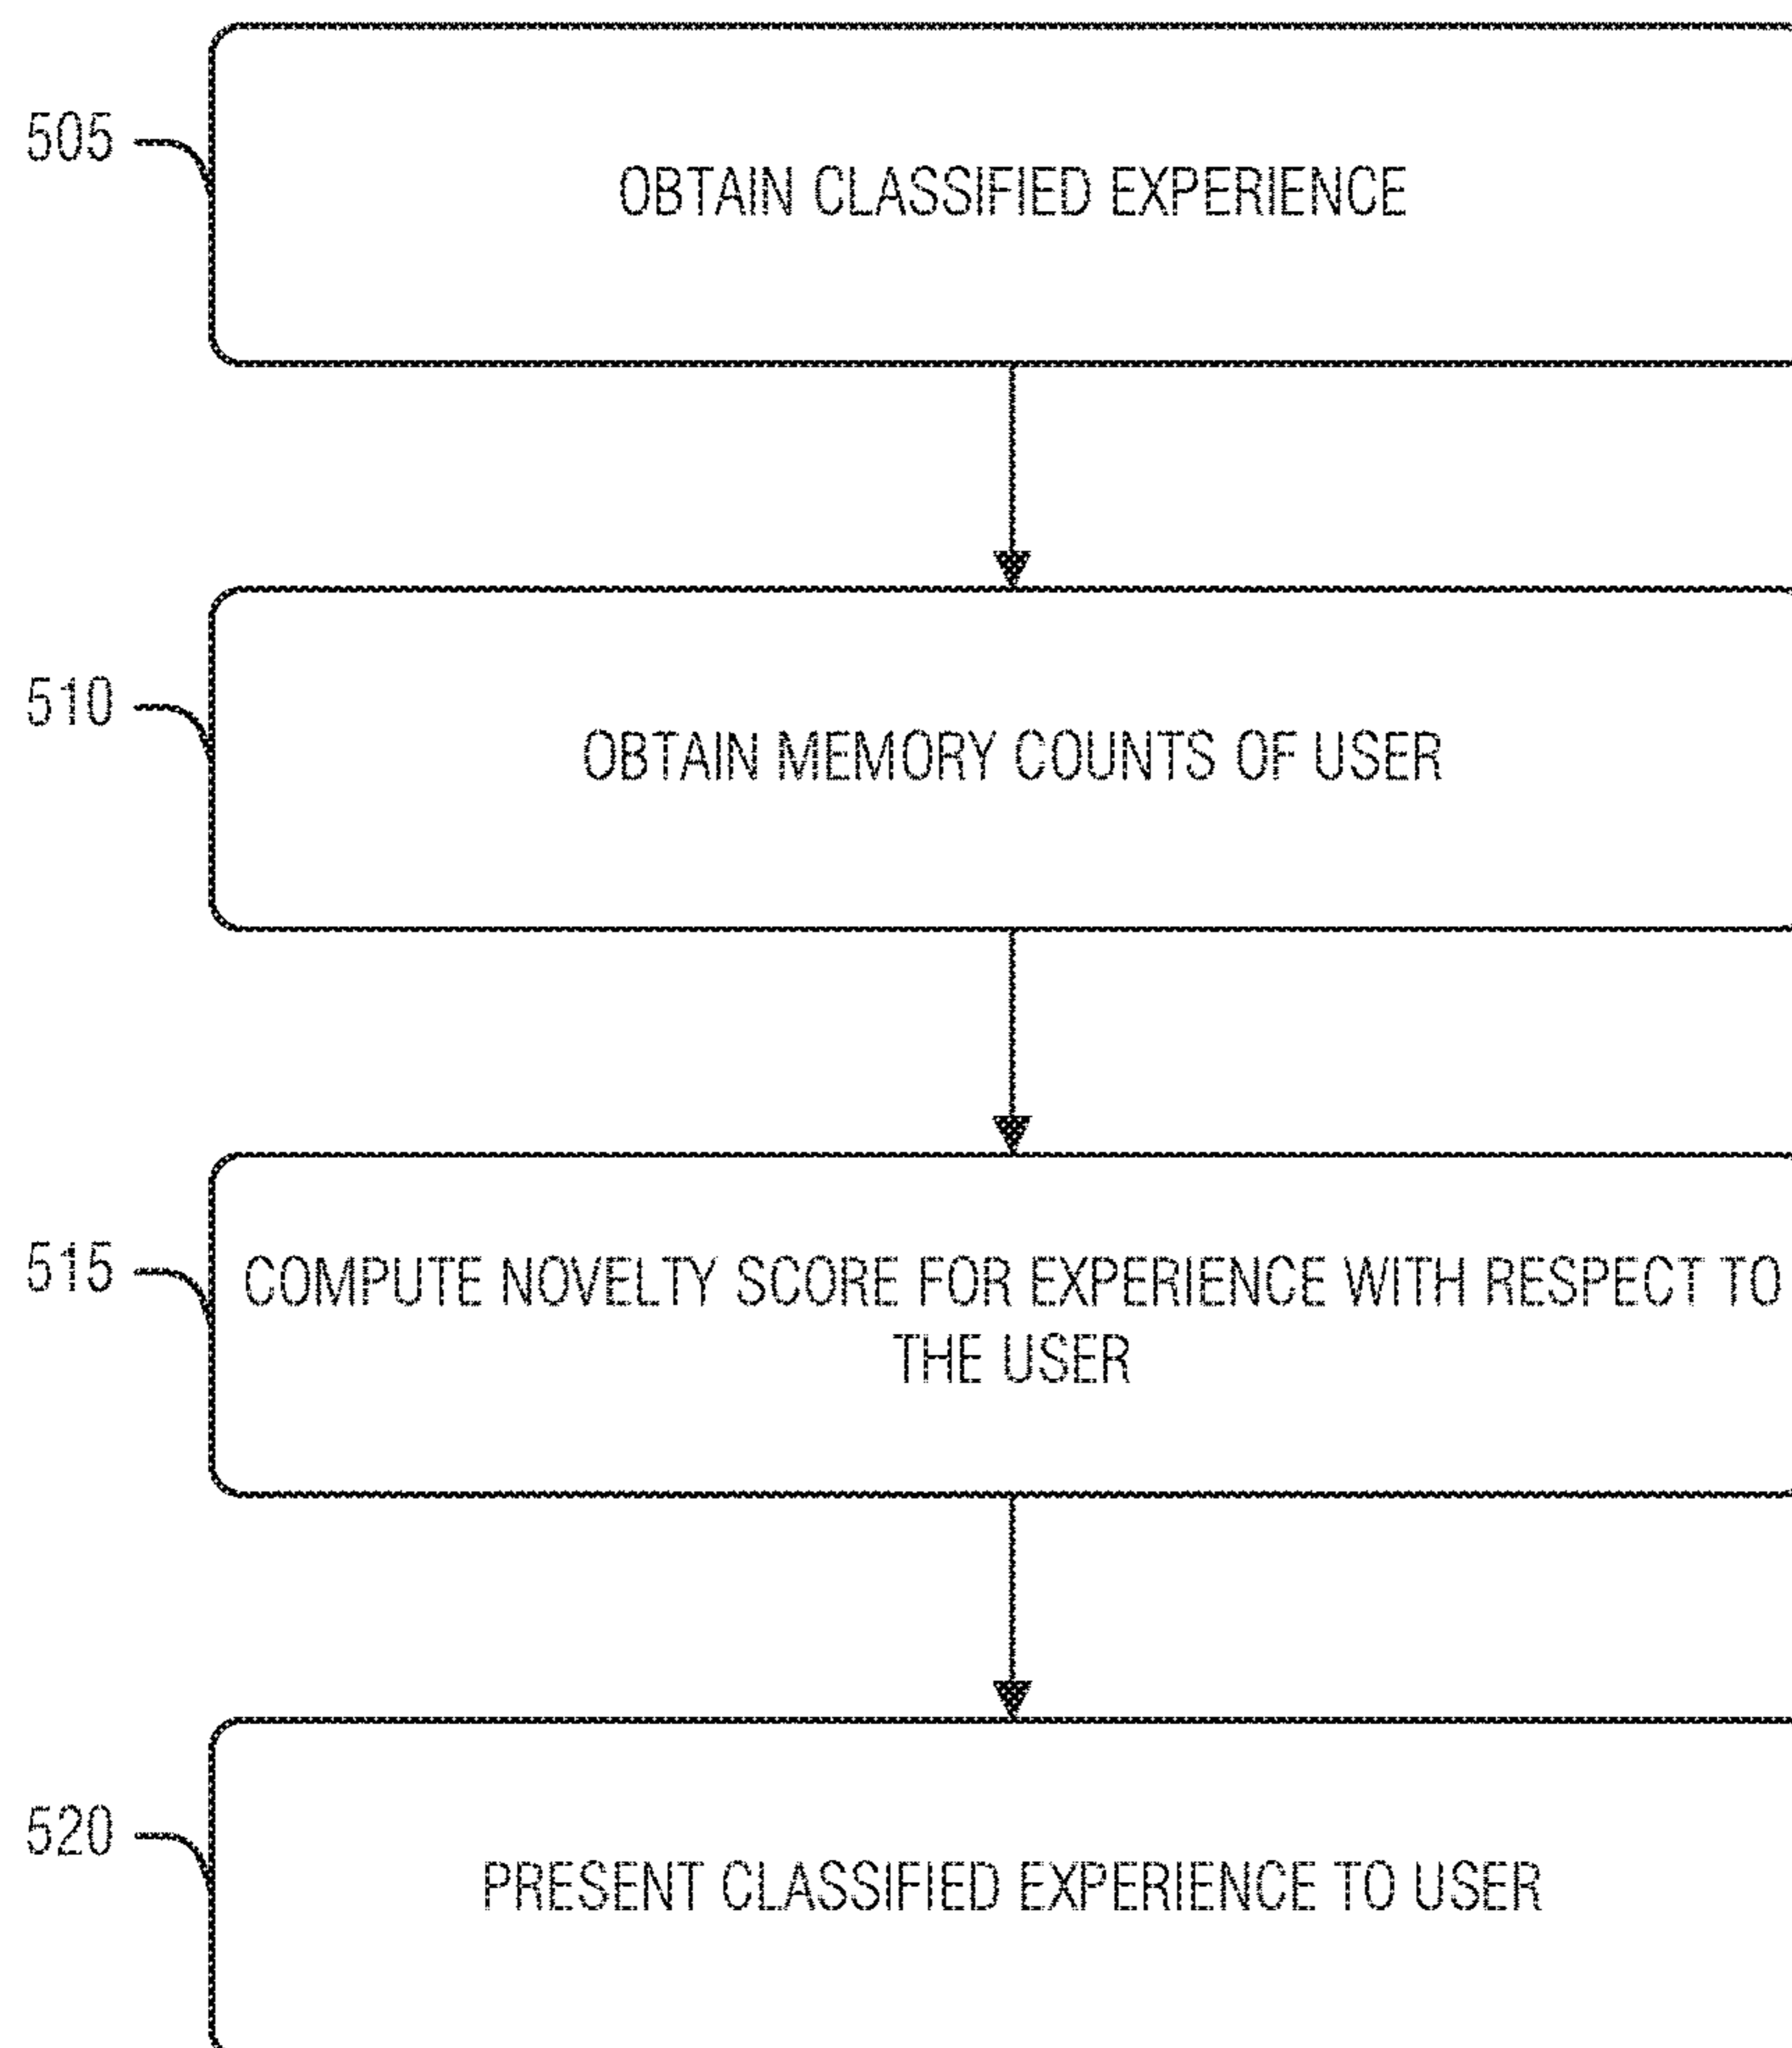 505
OBTAIN CLASSIFIED EXPERIENCE
510
OBTAIN MEMORY COUNTS OF USER
515
COMPUTE NOVELTY SCORE FOR EXPERIENCE WITH RESPECT TO
THE USER
520
PRESENT CLASSIFIED EXPERIENCE TO USER